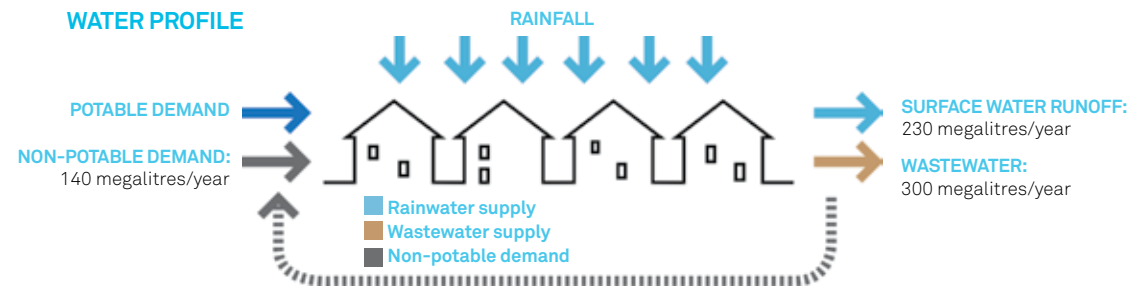 WATER PROFILE
RAINFALL
POTABLE DEMAND
NON-POTABLE DEMAND:
140 megalitres/year
SURFACE WATER RUNOFF:
230 megalitres/year
WASTEWATER:
300 megalitres/year
Rainwater supply
Wastewater supply
Non-potable demand